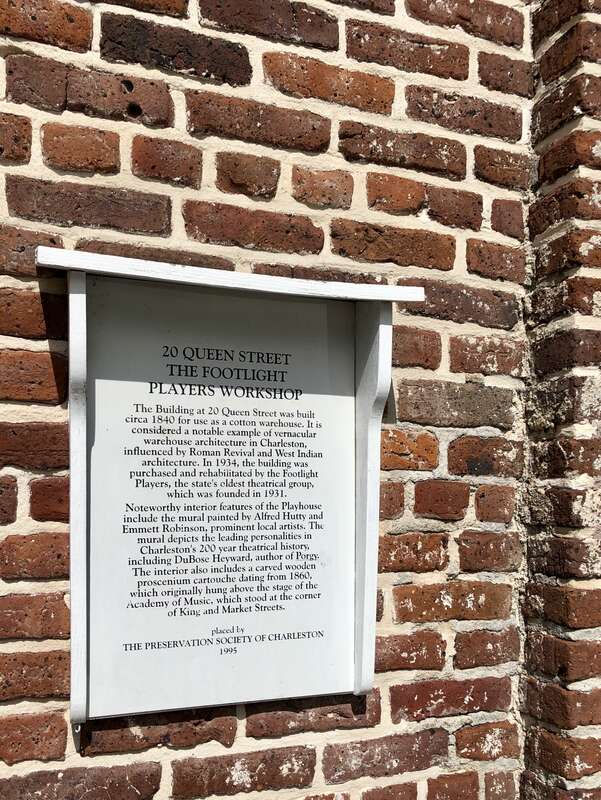 20 QUEEN STREET
THE FOOTLIGHT
PLAYERS WORKSHOP
The Building at 20 Queen Street was built
circa 1840 for use as a cotton warehouse. It is
considered a notable example of vernacular
warehouse architecture in Charleston,
influenced by Roman Revival and West Indian
architecture. In 1934, the building was
purchased and rehabilitated by the Footlight
Players, the state's eldest theatrical group,
which was founded in 1931.
Noteworthy interior features of the Playhouse
include the mural painted by Alfred Hutty and
Emmett Robinson, prominent local artists. The
mural depicts the leading personalities in
Charleston's 200 year theatrical history,
including DuBose Heyward, author of Porgy.
The interior also includes a carved wooden
proscenium cartouche dating from 1860,
which originally hung above the stage of the
Academy of Music, which stood at the corner
of King and Market Streets.
placed by
THE PRESERVATION SOCIETY OF CHARLESTON
1995